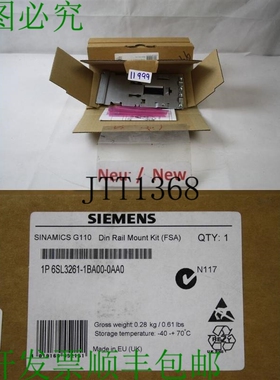 图必究
11999
Neu / New
JTT1368
SIEMENS
SINAMICS G110 Din Rail Mount Kit (FSA) QTY: 1
1P 6SL3261-1BA00-0AA0
N117
Gross weight: 0.28 kg / 0.61 lbs
Storage temperature: -40 - +70°C
Made in EU (UK)
开发票顺丰包邮